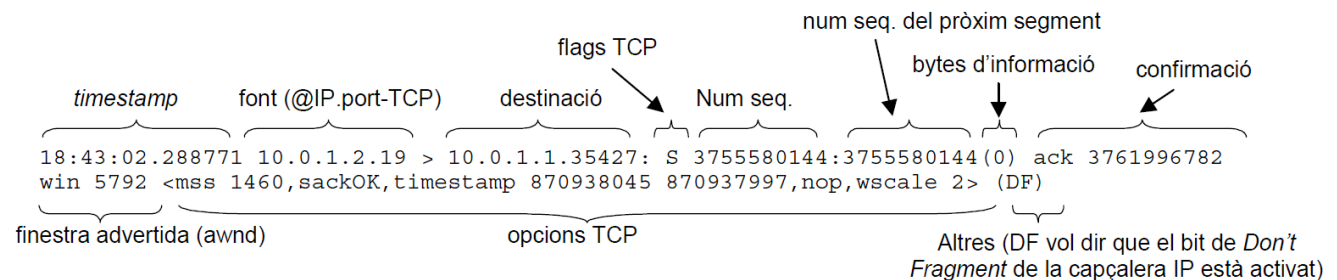 num seq. del pròxim segment
flags TCP
bytes d'informació
confirmació
timestamp font (@IP.port-TCP) destinació Num seq.
18:43:02.288771 10.0.1.2.19 > 10.0.1.1.35427: S 3755580144:3755580144(0) ack 3761996782
win 5792 <mss 1460,sackOK,timestamp 870938045 870937997,nop,wscale 2> (DF)
finestra advertida (awnd) opcions TCP
Altres (DF vol dir que el bit de Don't
Fragment de la capçalera IP està activat)